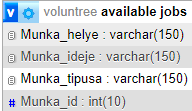 v voluntree available jobs
Munka_helye : varchar(150)
Munka_ideje : varchar(150)
Munka_tipusa : varchar(150)
# Munka_id : int(10)